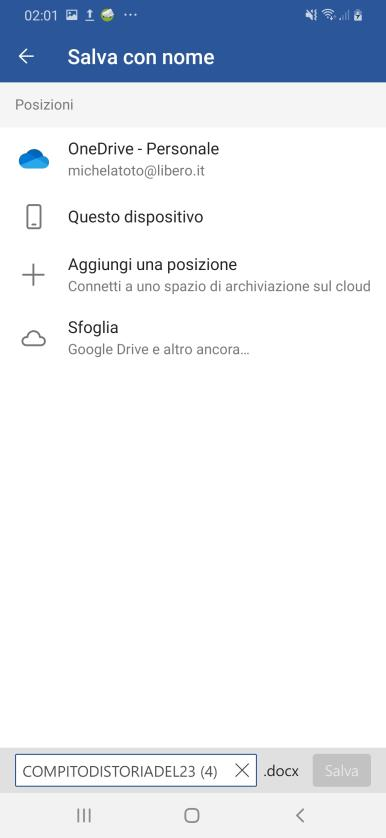 02:01
Salva con nome
Posizioni
OneDrive - Personale
michelatoto@libero.it
Questo dispositivo
Aggiungi una posizione
Connetti a uno spazio di archiviazione sul cloud
Sfoglia
Google Drive e altro ancora...
COMPITODISTORIADEL23 (4) .docx Salva